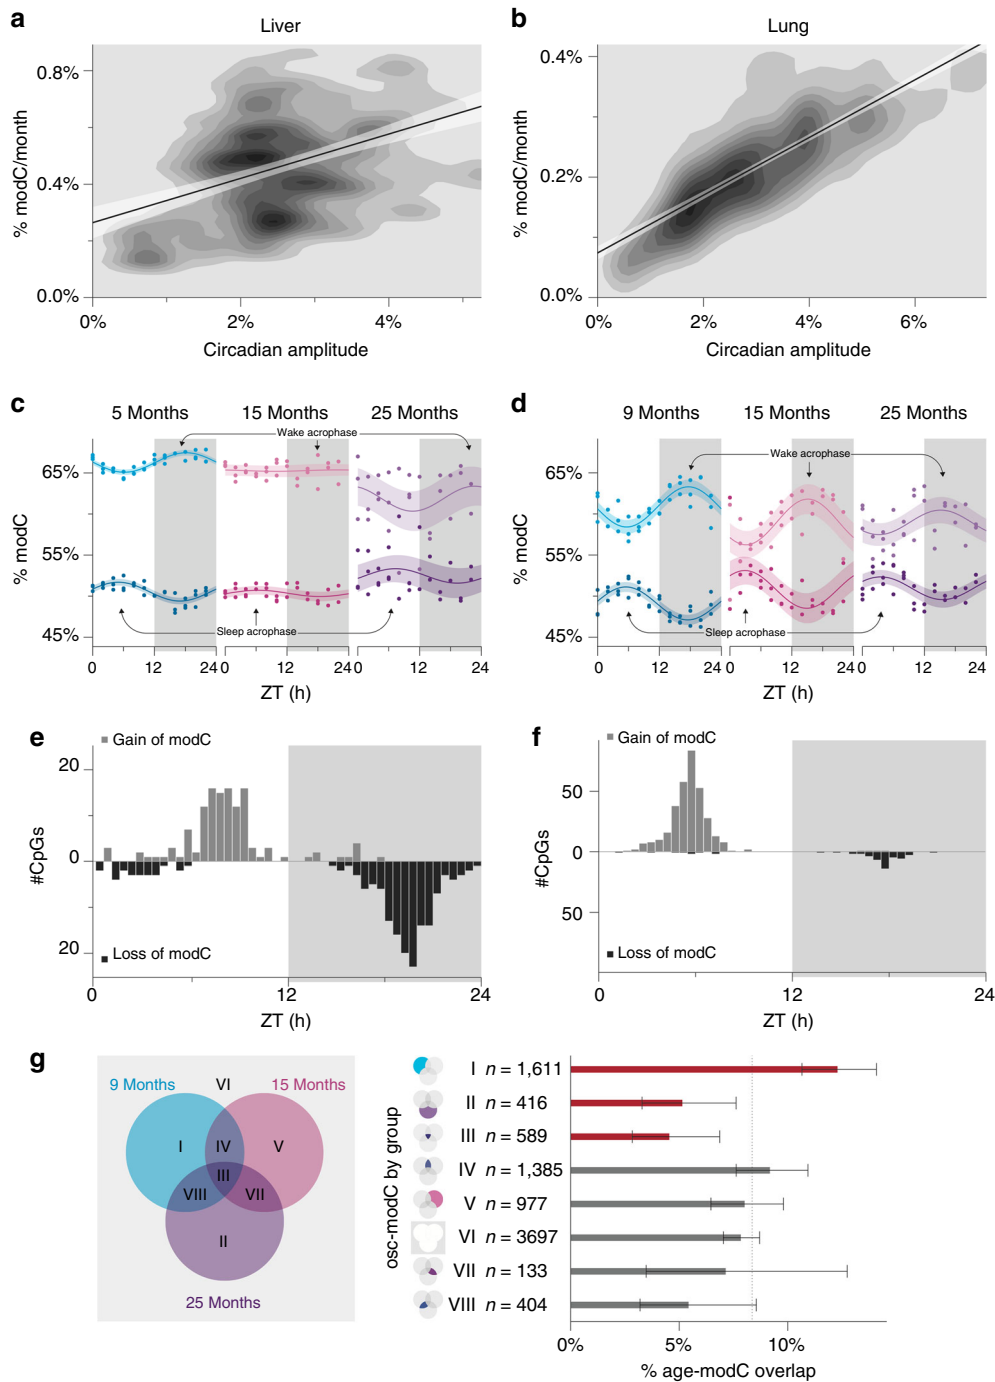 a
Liver
% modC/month
0.8%
0.4%
0.0%
0% 2% 4%
Circadian amplitude
b
Lung
% modC/month
0.4%
0.2%
0.0%
0% 2% 4% 6%
Circadian amplitude
c
5 Months 15 Months 25 Months
Wake acrophase
% modC
65%
55%
45%
Sleep acrophase
0 12 24 0 12 24 0 12 24
ZT (h)
d
9 Months 15 Months 25 Months
Wake acrophase
% modC
65%
55%
45%
Sleep acrophase
0 12 24 0 12 24 0 12 24
ZT (h)
e
Gain of modC
#CpGs
20
0
20
Loss of modC
0 12 24
ZT (h)
f
Gain of modC
#CpGs
50
0
50
Loss of modC
0 12 24
ZT (h)
g
9 Months VI 15 Months
I IV V
III
VIII VII
II
25 Months
osc-modC by group
I n = 1,611
II n = 416
III n = 589
IV n = 1,385
V n = 977
VI n = 3697
VII n = 133
VIII n = 404
0% 5% 10%
% age-modC overlap